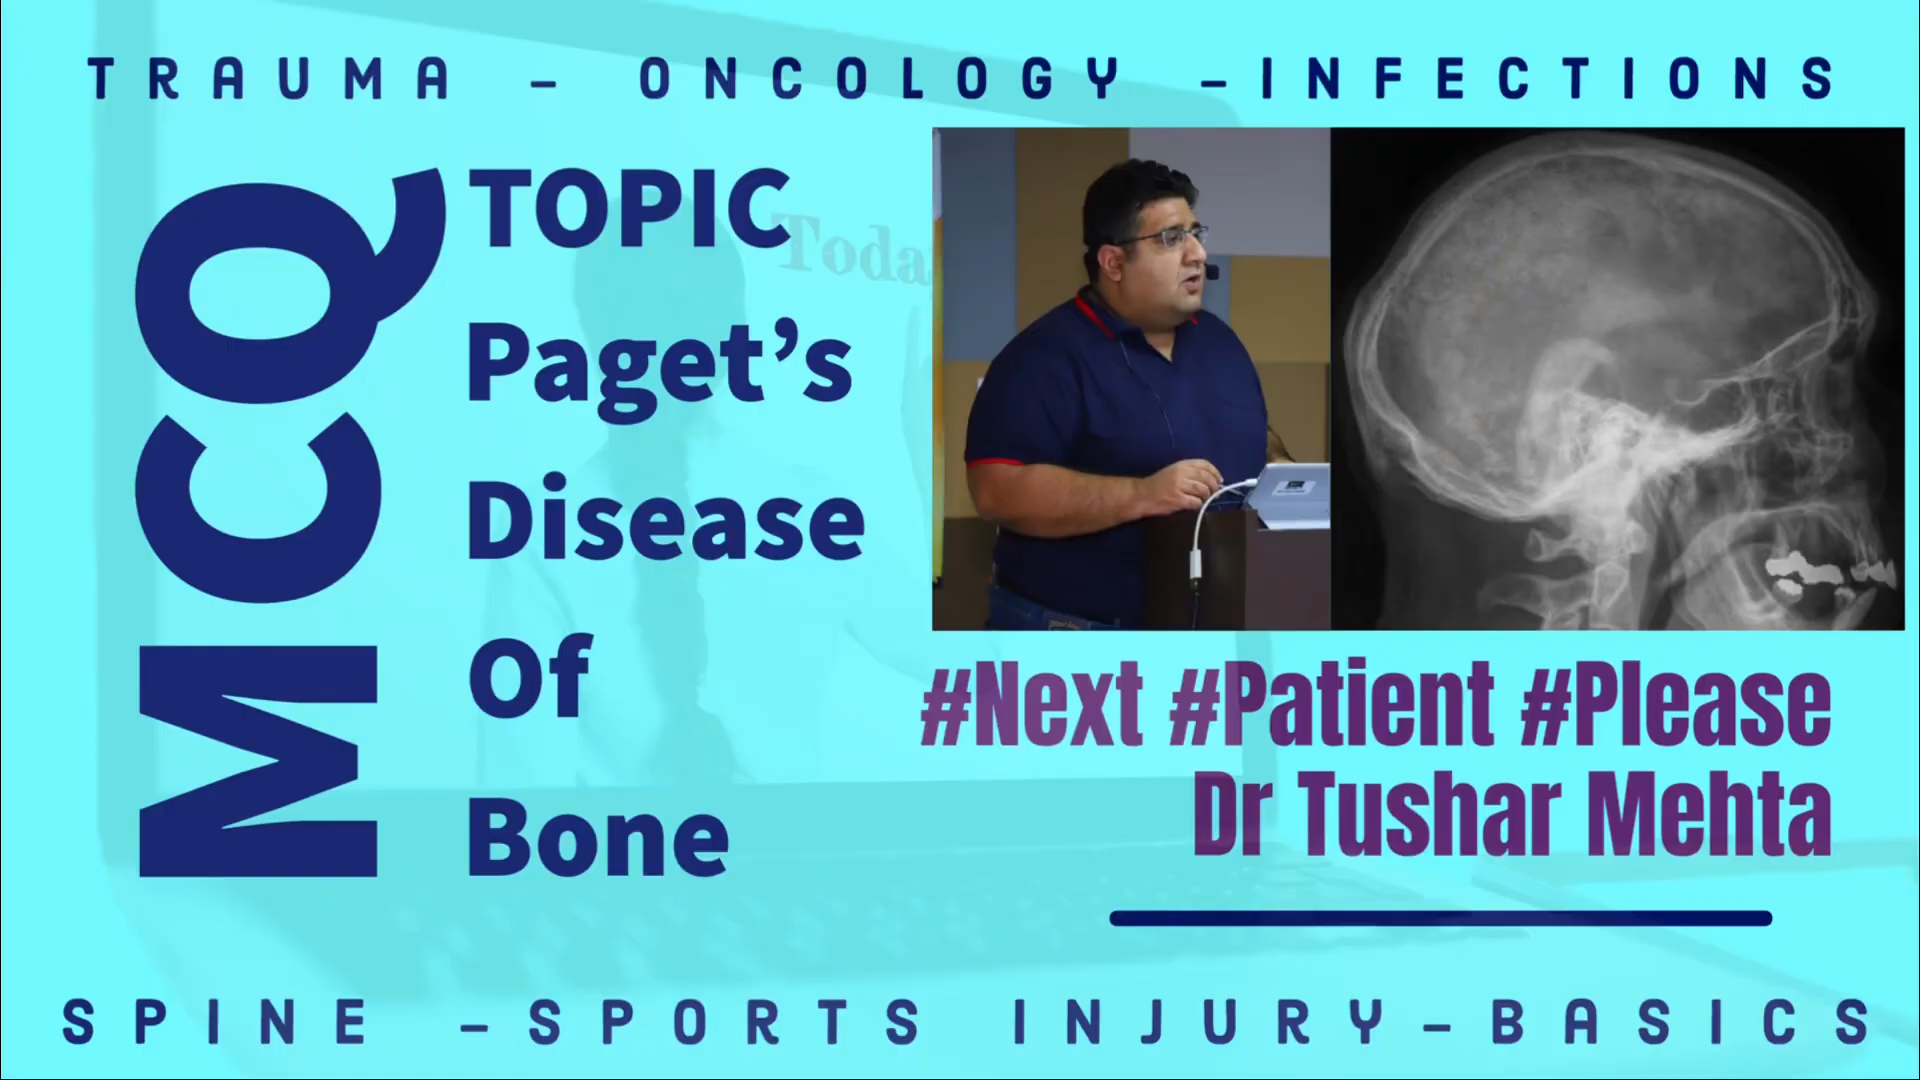 TRAUMA - ONCOLOGY -INFECTIONS
MCQ
TOPIC
Paget's
Disease
Of
Bone
Toda
#Next #Patient #Please
Dr Tushar Mehta
SPINE -SPORTS INJURY-BASICS